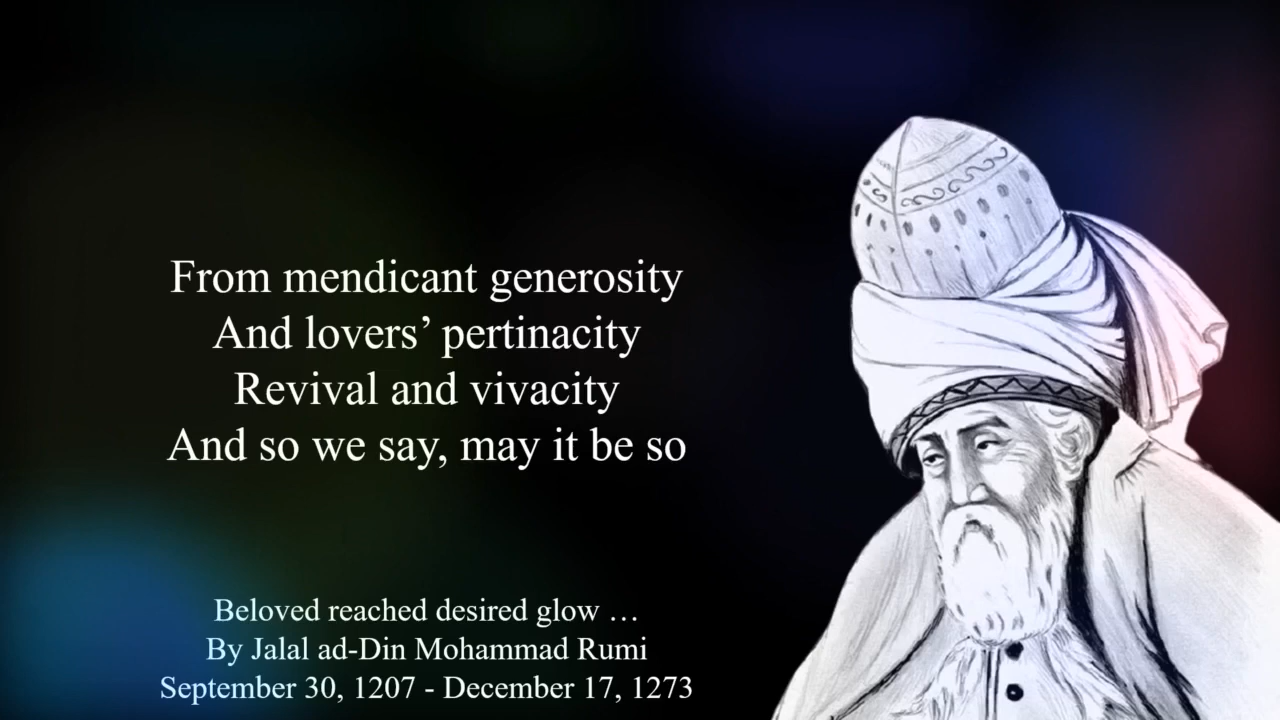 From mendicant generosity
And lovers’ pertinacity
Revival and vivacity
And so we say, may it be so
Beloved reached desired glow …
By Jalal ad-Din Mohammad Rumi
September 30, 1207 - December 17, 1273